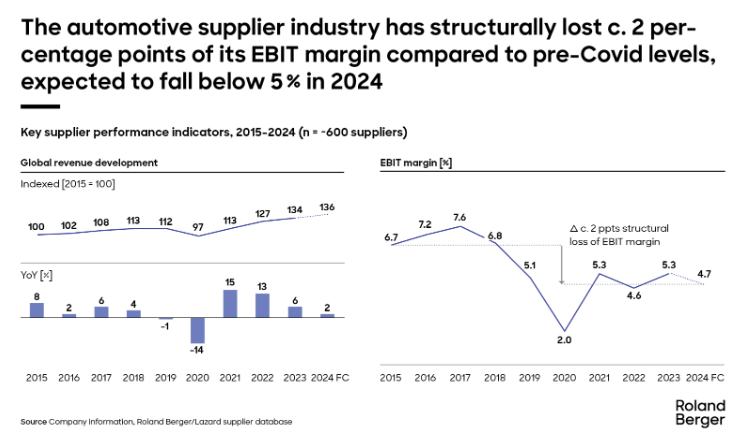 The automotive supplier industry has structurally lost c. 2 per-
centage points of its EBIT margin compared to pre-Covid levels,
expected to fall below 5 % in 2024
Key supplier performance indicators, 2015-2024 (n = ~600 suppliers)
Global revenue development
Indexed [2015 = 100]
100 102 108 113 112 97 113 127 134 136
YoY [%]
8 2 6 4 -1 -14 15 13 6 2
2015 2016 2017 2018 2019 2020 2021 2022 2023 2024 FC
EBIT margin [%]
6.7 7.2 7.6 6.8 5.1 2.0 5.3 4.6 5.3 4.7
Δ c. 2 ppts structural
loss of EBIT margin
2015 2016 2017 2018 2019 2020 2021 2022 2023 2024 FC
Source Company Information, Roland Berger/Lazard supplier database
Roland
Berger